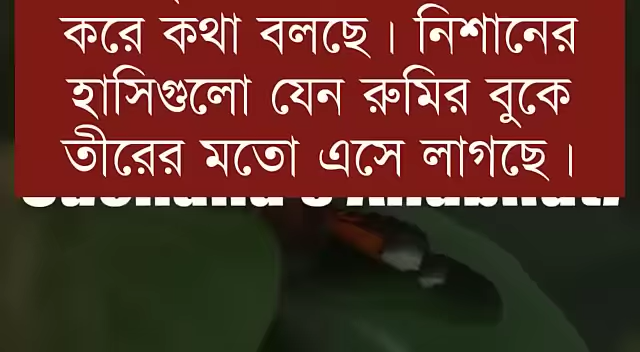 করে কথা বলছে। নিশানের
হাসিগুলো যেন রুমির বুকে
তীরের মতো এসে লাগছে।